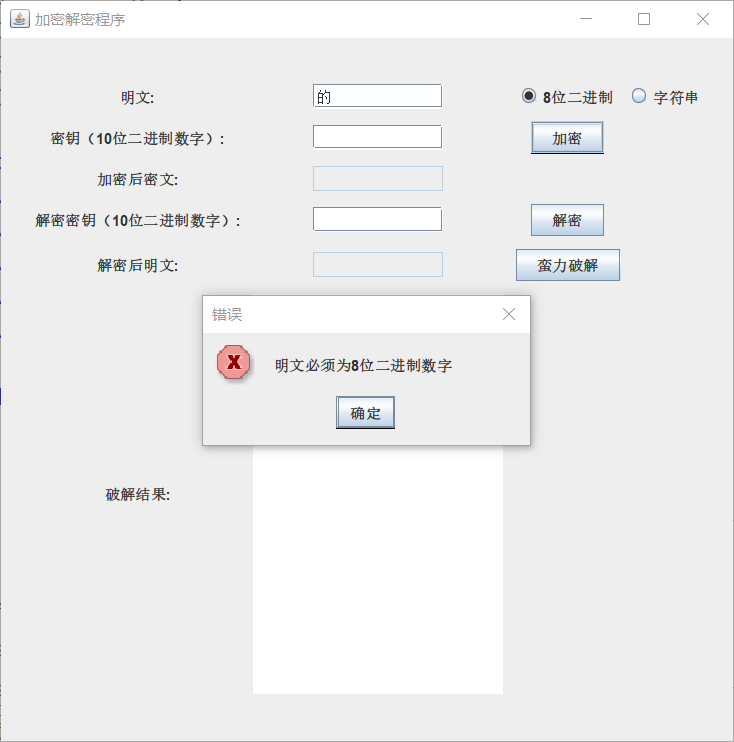 加密解密程序
明文: 的 8位二进制 字符串
密钥（10位二进制数字）: 加密
加密后密文:
解密密钥（10位二进制数字）: 解密
解密后明文: 蛮力破解
错误
明文必须为8位二进制数字
确定
破解结果: